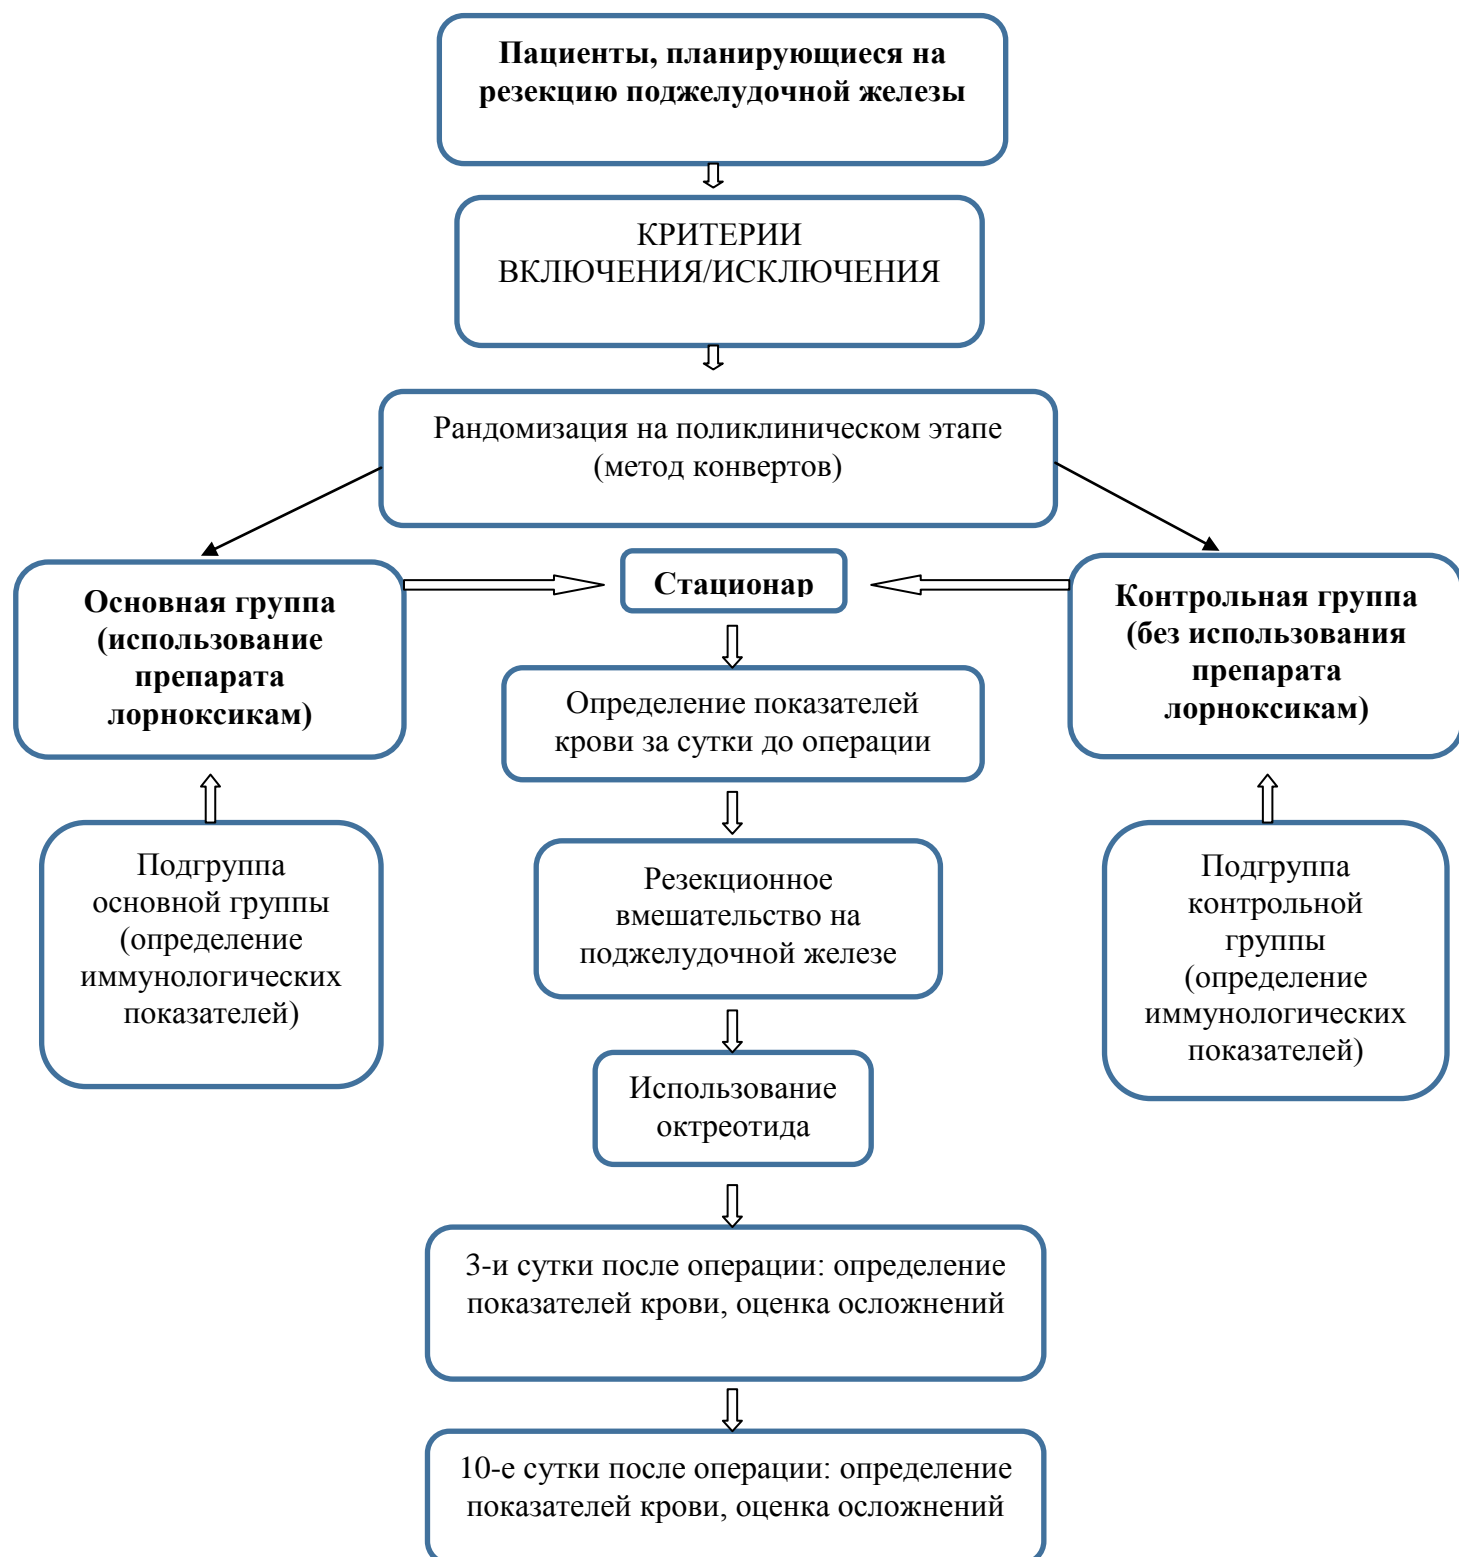 Пациенты, планирующиеся на
резекцию поджелудочной железы
КРИТЕРИИ
ВКЛЮЧЕНИЯ/ИСКЛЮЧЕНИЯ
Рандомизация на поликлиническом этапе
(метод конвертов)
Основная группа
(использование
препарата
лорноксикам)
Стационар
Контрольная группа
(без использования
препарата
лорноксикам)
Определение показателей
крови за сутки до операции
Подгруппа
основной группы
(определение
иммунологических
показателей)
Резекционное
вмешательство на
поджелудочной железе
Подгруппа
контрольной
группы
(определение
иммунологических
показателей)
Использование
октреотида
3-и сутки после операции: определение
показателей крови, оценка осложнений
10-е сутки после операции: определение
показателей крови, оценка осложнений